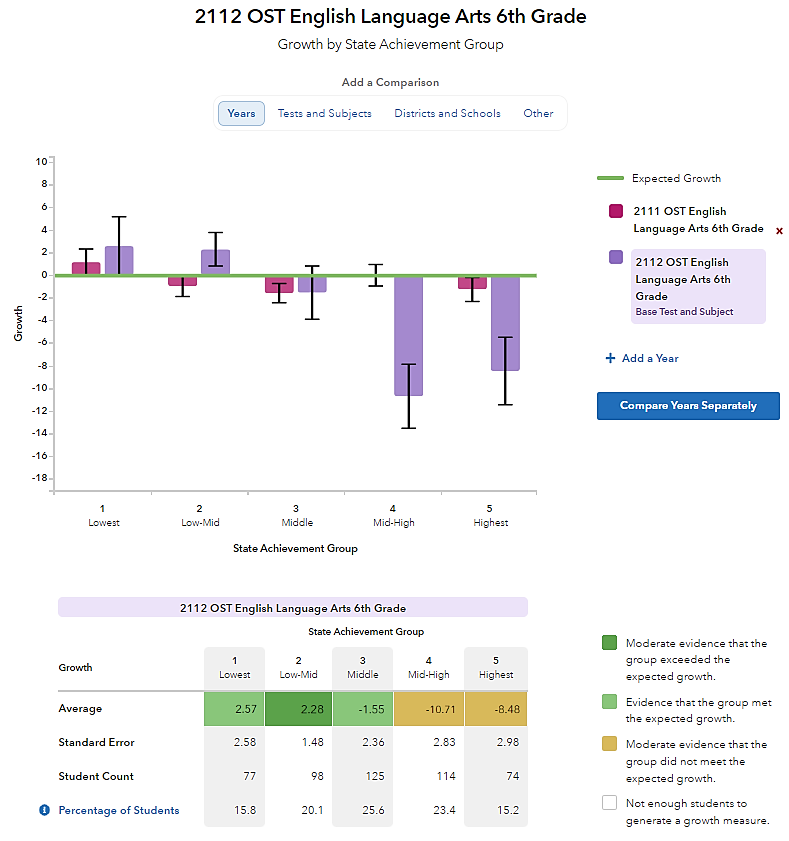 2112 OST English Language Arts 6th Grade
Growth by State Achievement Group
Add a Comparison
Years Tests and Subjects Districts and Schools Other
10
8
6
4
2
0
-2
-4
-6
-8
-10
-12
-14
-16
-18
Growth
1 2 3 4 5
Lowest Low-Mid Middle Mid-High Highest
State Achievement Group
Expected Growth
2111 OST English
Language Arts 6th Grade x
2112 OST English
Language Arts 6th
Grade
Base Test and Subject
+ Add a Year
Compare Years Separately
2112 OST English Language Arts 6th Grade
State Achievement Group
Growth
1 2 3 4 5
Lowest Low-Mid Middle Mid-High Highest
Average 2.57 2.28 -1.55 -10.71 -8.48
Standard Error 2.58 1.48 2.36 2.83 2.98
Student Count 77 98 125 114 74
i Percentage of Students 15.8 20.1 25.6 23.4 15.2
Moderate evidence that the
group exceeded the
expected growth.
Evidence that the group met
the expected growth.
Moderate evidence that the
group did not meet the
expected growth.
Not enough students to
generate a growth measure.